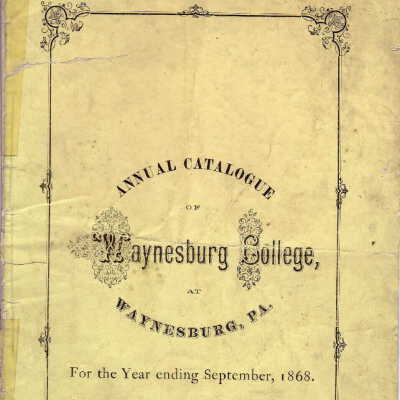 ANNUAL CATALOGUE
OF
Waynesburg College,
AT
WAYNESBURG, PA.
For the Year ending September, 1868.